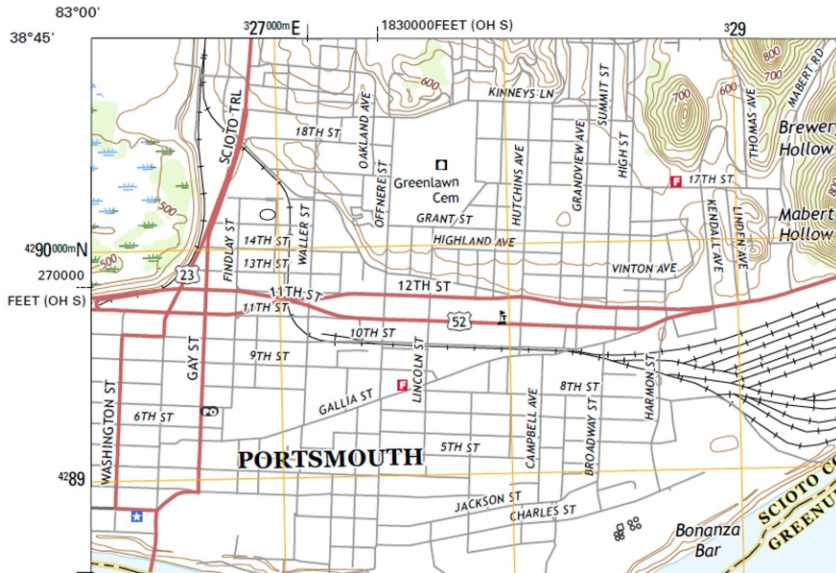 83°00'
³27⁰⁰⁰ᵐE
1830000FEET (OH S)
³29
38°45'
SCIOTO TRL
600
KINNEYS LN
OAKLAND AVE
18TH ST
SUMMIT ST
HIGH ST
700
600
THOMAS AVE
800
700
MABERT RD
Brewery
Hollow
OFFNERE ST
Greenlawn
Cem
HUTCHINS AVE
GRANDVIEW AVE
F
17TH ST
500
FINDLAY ST
WALLER ST
GRANT ST
HIGHLAND AVE
14TH ST
13TH ST
KENDALL AVE
LINDEN AVE
Mabert
Hollow
800
⁴²90⁰⁰⁰ᵐN
500
270000
FEET (OH S)
23
VINTON AVE
12TH ST
11TH ST
11TH ST
52
10TH ST
GAY ST
9TH ST
LINCOLN ST
F
8TH ST
HARMON ST
WASHINGTON ST
6TH ST
PO
GALLIA ST
CAMPBELL AVE
BROADWAY ST
5TH ST
PORTSMOUTH
⁴²89
JACKSON ST
CHARLES ST
Bonanza
Bar
SCIOTO CO
GREENU